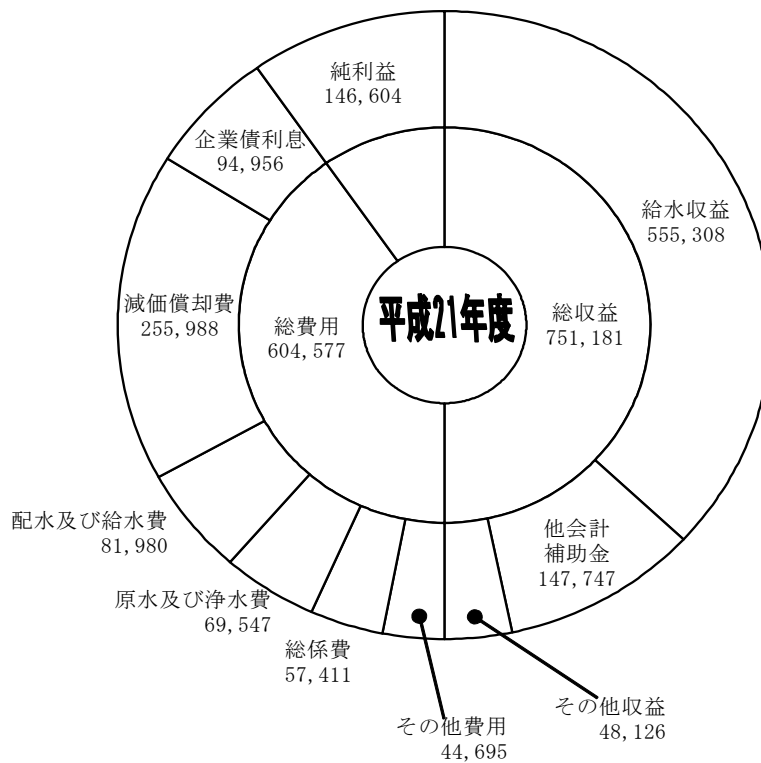 純利益
146,604
企業債利息
94,956
給水収益
555,308
減価償却費
255,988
総費用
604,577
平成21年度
総収益
751,181
配水及び給水費
81,980
原水及び浄水費
69,547
総係費
57,411
他会計
補助金
147,747
その他費用
44,695
その他収益
48,126